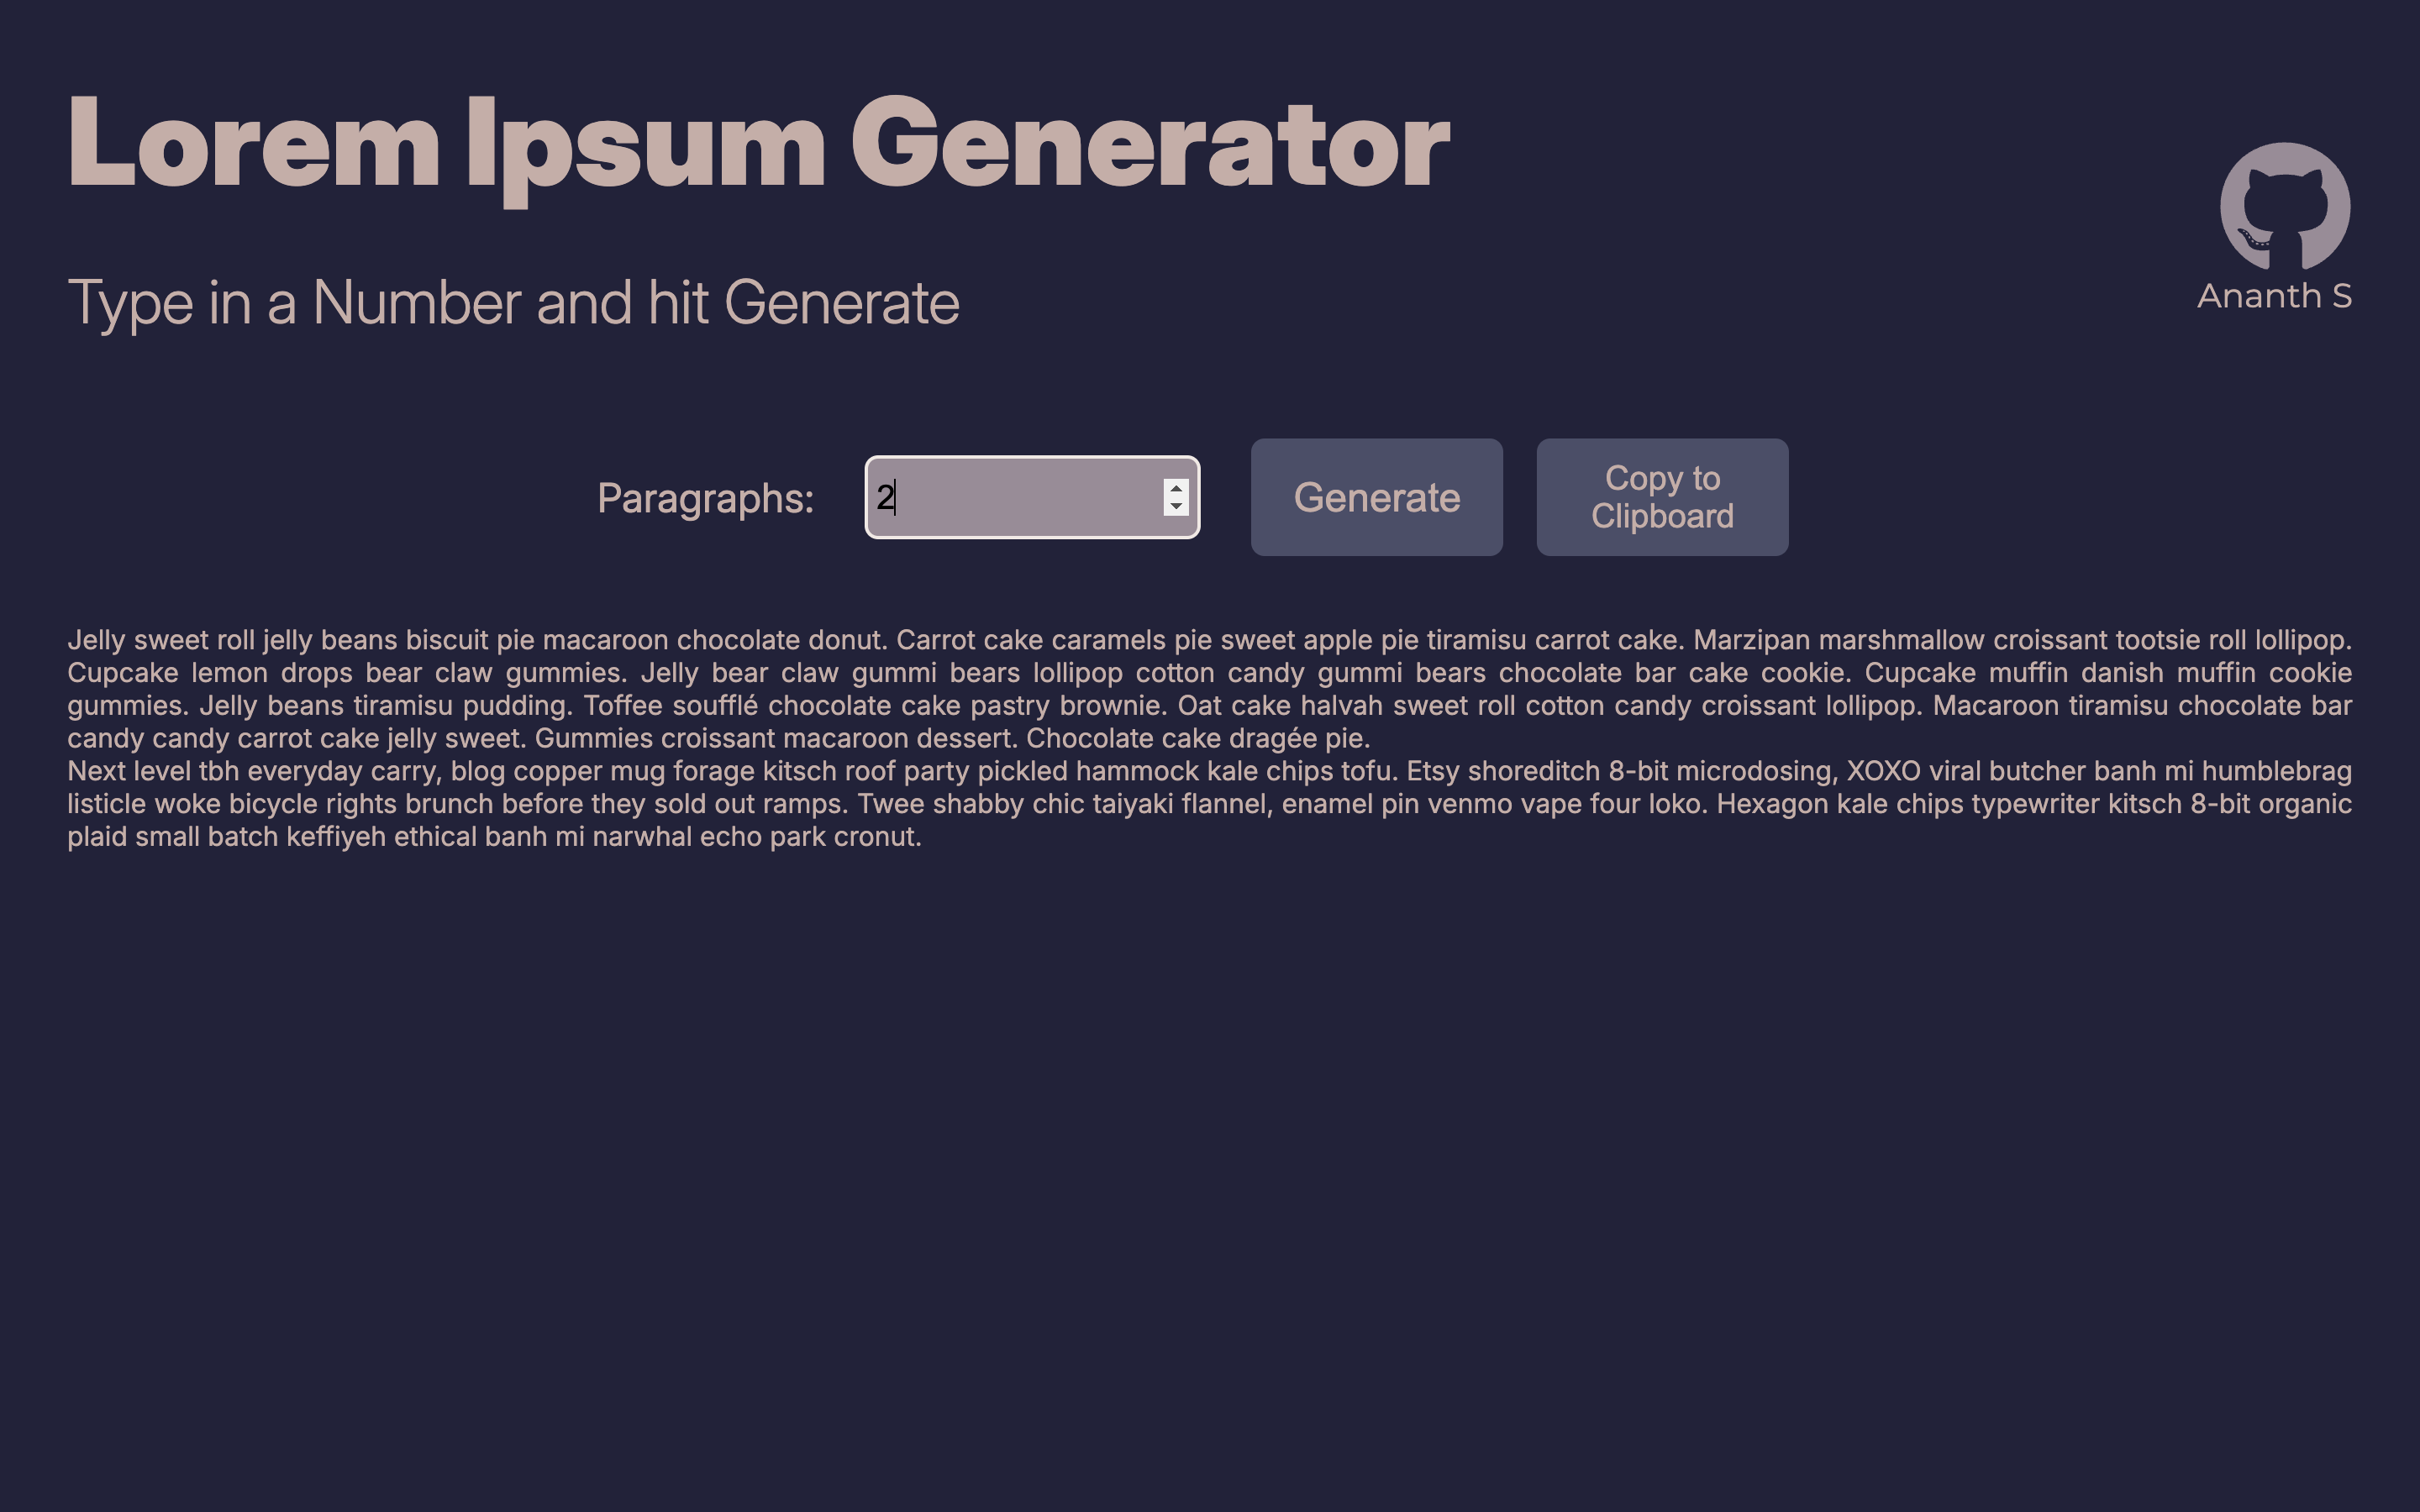 Lorem Ipsum Generator
Type in a Number and hit Generate
Ananth S
Paragraphs:
2
Generate
Copy to
Clipboard
Jelly sweet roll jelly beans biscuit pie macaroon chocolate donut. Carrot cake caramels pie sweet apple pie tiramisu carrot cake. Marzipan marshmallow croissant tootsie roll lollipop.
Cupcake lemon drops bear claw gummies. Jelly bear claw gummi bears lollipop cotton candy gummi bears chocolate bar cake cookie. Cupcake muffin danish muffin cookie
gummies. Jelly beans tiramisu pudding. Toffee soufflé chocolate cake pastry brownie. Oat cake halvah sweet roll cotton candy croissant lollipop. Macaroon tiramisu chocolate bar
candy candy carrot cake jelly sweet. Gummies croissant macaroon dessert. Chocolate cake dragée pie.
Next level tbh everyday carry, blog copper mug forage kitsch roof party pickled hammock kale chips tofu. Etsy shoreditch 8-bit microdosing, XOXO viral butcher banh mi humblebrag
listicle woke bicycle rights brunch before they sold out ramps. Twee shabby chic taiyaki flannel, enamel pin venmo vape four loko. Hexagon kale chips typewriter kitsch 8-bit organic
plaid small batch keffiyeh ethical banh mi narwhal echo park cronut.